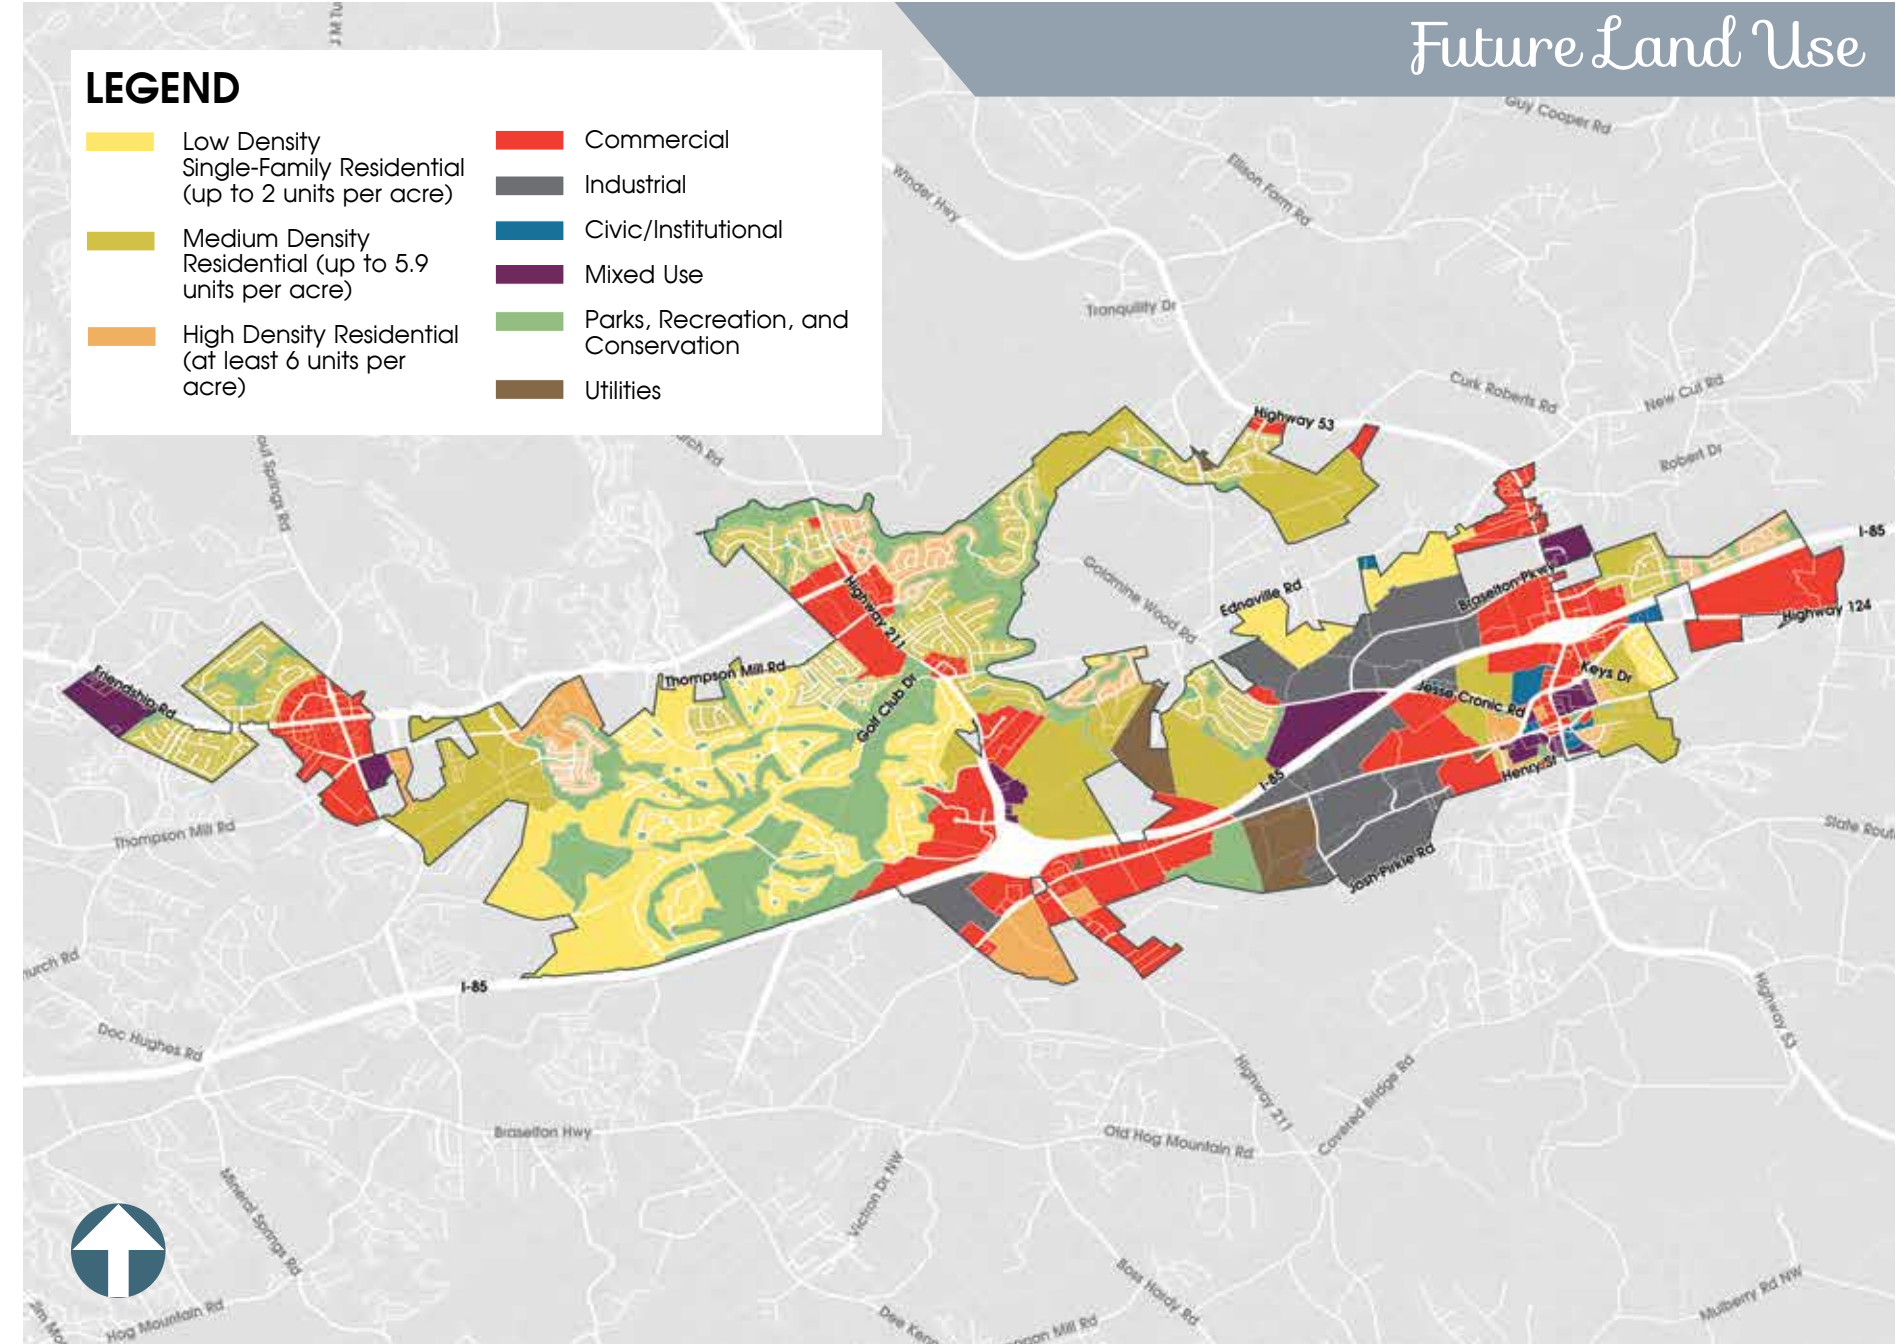 Future Land Use
LEGEND
Low Density
Single-Family Residential
(up to 2 units per acre)
Medium Density
Residential (up to 5.9
units per acre)
High Density Residential
(at least 6 units per
acre)
Commercial
Industrial
Civic/Institutional
Mixed Use
Parks, Recreation, and
Conservation
Utilities
Guy Cooper Rd
Ellison Farm Rd
Winder Hwy
Tranquility Dr
Curk Roberts Rd
New Cut Rd
Highway 53
Robert Dr
I-85
Goldmine Wood Rd
Ednaville Rd
Braselton Pkwy
Highway 124
Highway 211
Thompson Mill Rd
Friendship Rd
Golf Club Dr
Keys Dr
Jesse Cronic Rd
Henry St
I-85
Thompson Mill Rd
Josh Pirkle Rd
I-85
Doc Hughes Rd
Highway 53
Highway 211
Covered Bridge Rd
Braselton Hwy
Old Hog Mountain Rd
Mineral Springs Rd
Victron Dr NW
Boss Hardy Rd
Mulberry Rd NW
Hog Mountain Rd